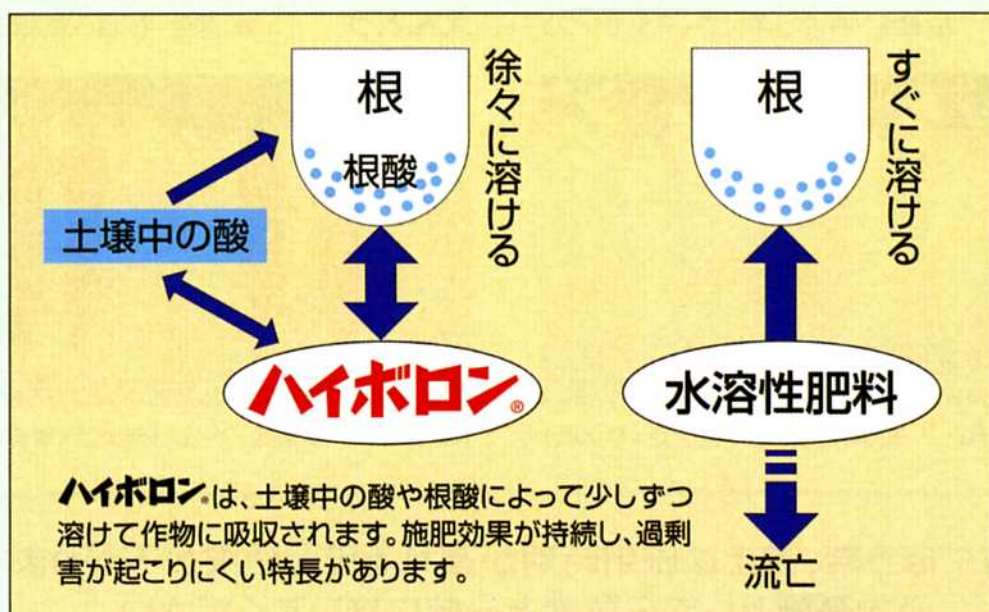 根
根酸
徐々に溶ける
土壌中の酸
ハイボロン®
根
すぐに溶ける
水溶性肥料
流亡
ハイボロン®は、土壌中の酸や根酸によって少しずつ
溶けて作物に吸収されます。施肥効果が持続し、過剰
害が起こりにくい特長があります。